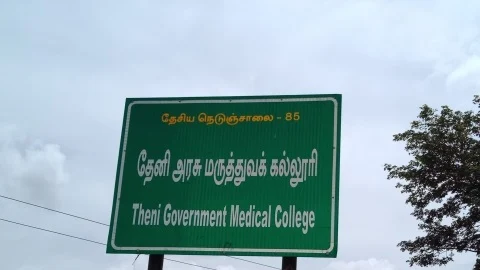 தேசிய நெடுஞ்சாலை - 85
தேனி அரசு மருத்துவக் கல்லூரி
Theni Government Medical College